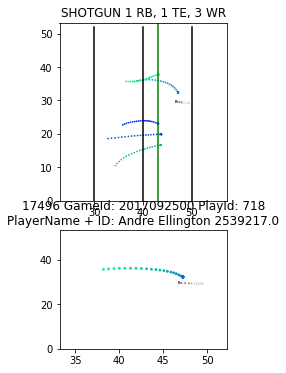 SHOTGUN 1 RB, 1 TE, 3 WR
50
40
30
20
10
0
30 40 50
17496 GameId: 2017092500 PlayId: 718
PlayerName + ID: Andre Ellington 2539217.0
40
20
0
35 40 45 50